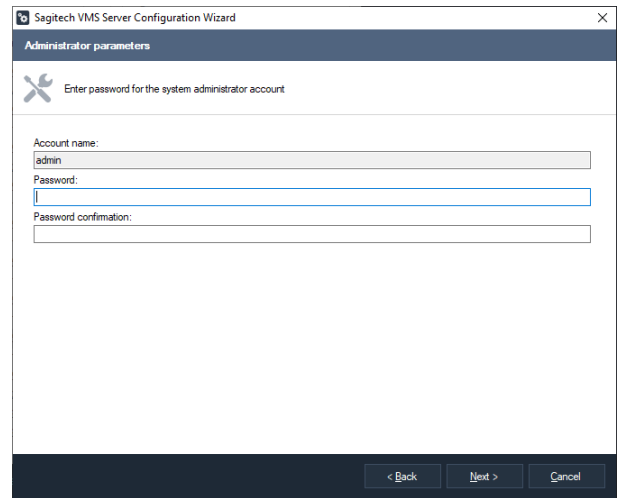 Sagitech VMS Server Configuration Wizard
Administrator parameters
Enter password for the system administrator account
Account name:
admin
Password:
Password confirmation:
< Back Next > Cancel